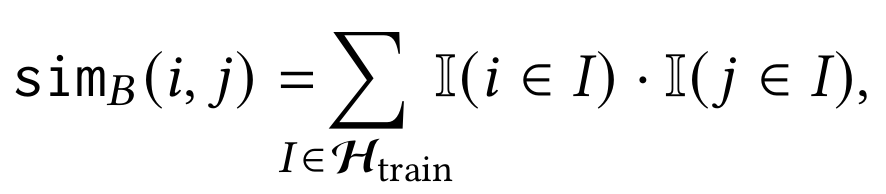 sim_B(i, j) = ∑_{I ∈ 𝓗_train} 𝕀(i ∈ I) · 𝕀(j ∈ I),